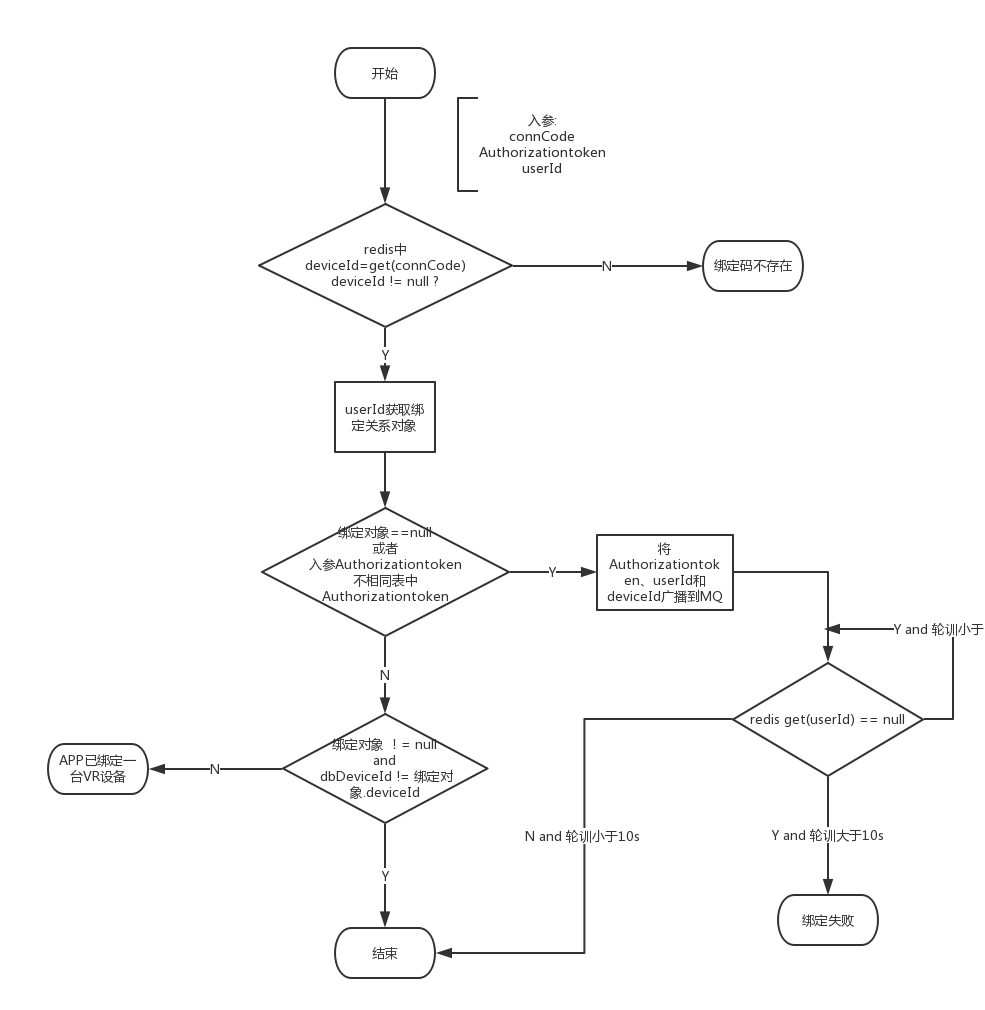 开始
入参:
connCode
Authorizationtoken
userId
redis中
deviceId=get(connCode)
deviceId != null ?
N
绑定码不存在
Y
userId获取绑
定关系对象
绑定对象==null
或者
入参Authorizationtoken
不相同表中
Authorizationtoken
Y
将
Authorizationtok
en、userId和
deviceId广播到MQ
Y and 轮训小于
N
redis get(userId) == null
绑定对象 ！= null
and
dbDeviceId != 绑定对
象.deviceId
N
APP已绑定一
台VR设备
N and 轮训小于10s
Y and 轮训大于10s
Y
绑定失败
结束